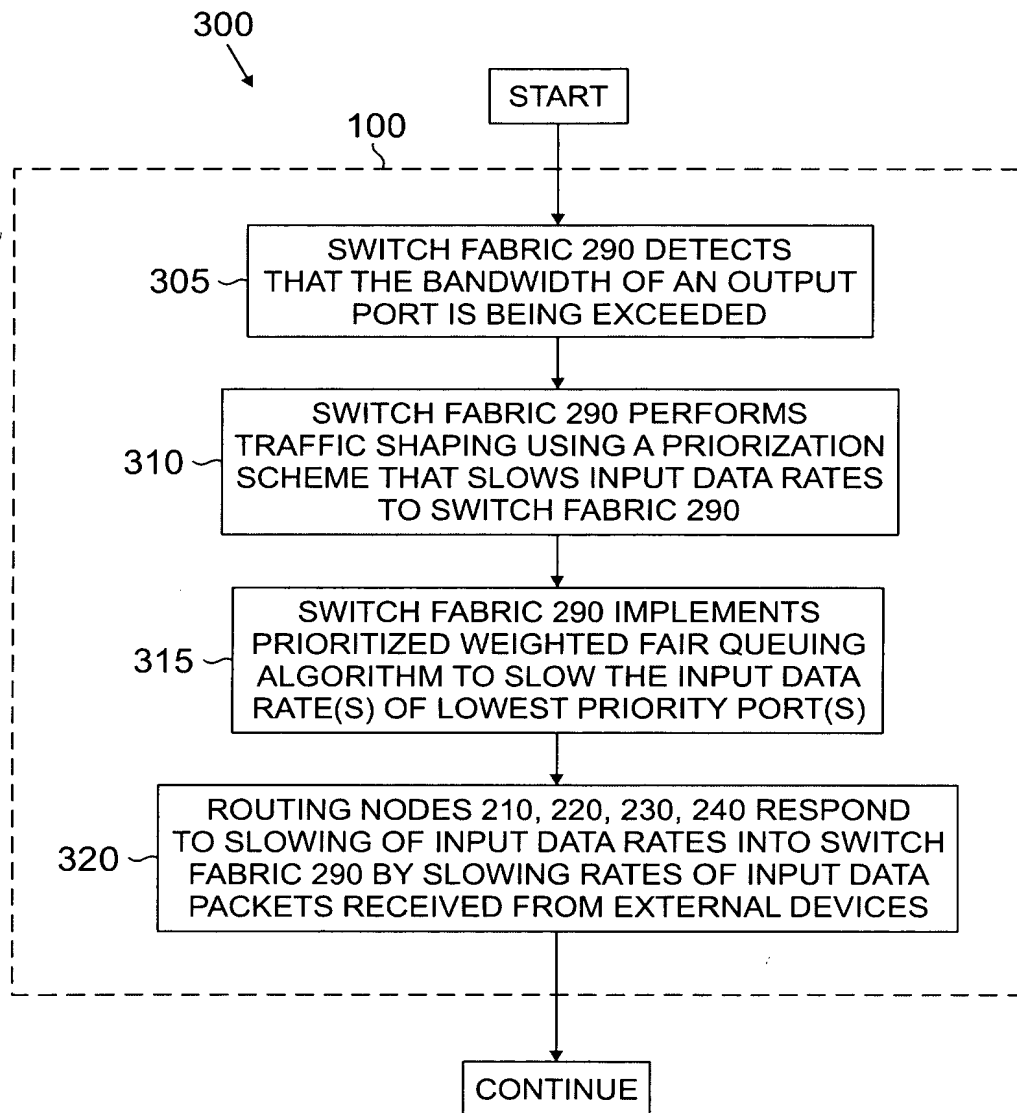 300
START
100
SWITCH FABRIC 290 DETECTS
THAT THE BANDWIDTH OF AN OUTPUT
PORT IS BEING EXCEEDED
305
SWITCH FABRIC 290 PERFORMS
TRAFFIC SHAPING USING A PRIORIZATION
SCHEME THAT SLOWS INPUT DATA RATES
TO SWITCH FABRIC 290
310
SWITCH FABRIC 290 IMPLEMENTS
PRIORITIZED WEIGHTED FAIR QUEUING
ALGORITHM TO SLOW THE INPUT DATA
RATE(S) OF LOWEST PRIORITY PORT(S)
315
ROUTING NODES 210, 220, 230, 240 RESPOND
TO SLOWING OF INPUT DATA RATES INTO SWITCH
FABRIC 290 BY SLOWING RATES OF INPUT DATA
PACKETS RECEIVED FROM EXTERNAL DEVICES
320
CONTINUE